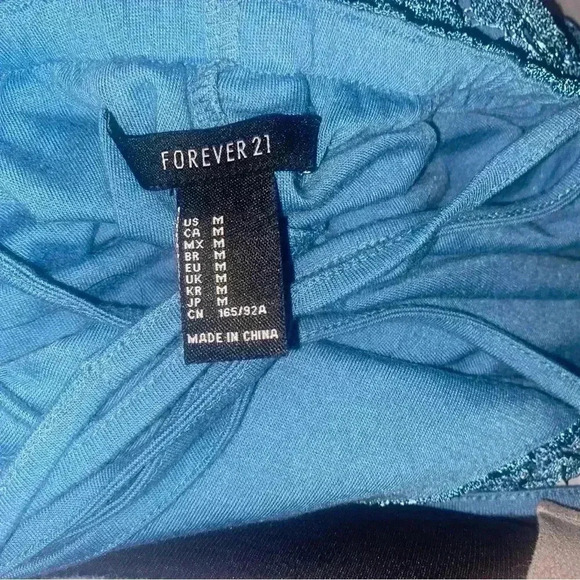 FOREVER 21
US M
CA M
MX M
BR M
EU M
UK M
KR M
JP M
CN 165/92A
MADE IN CHINA